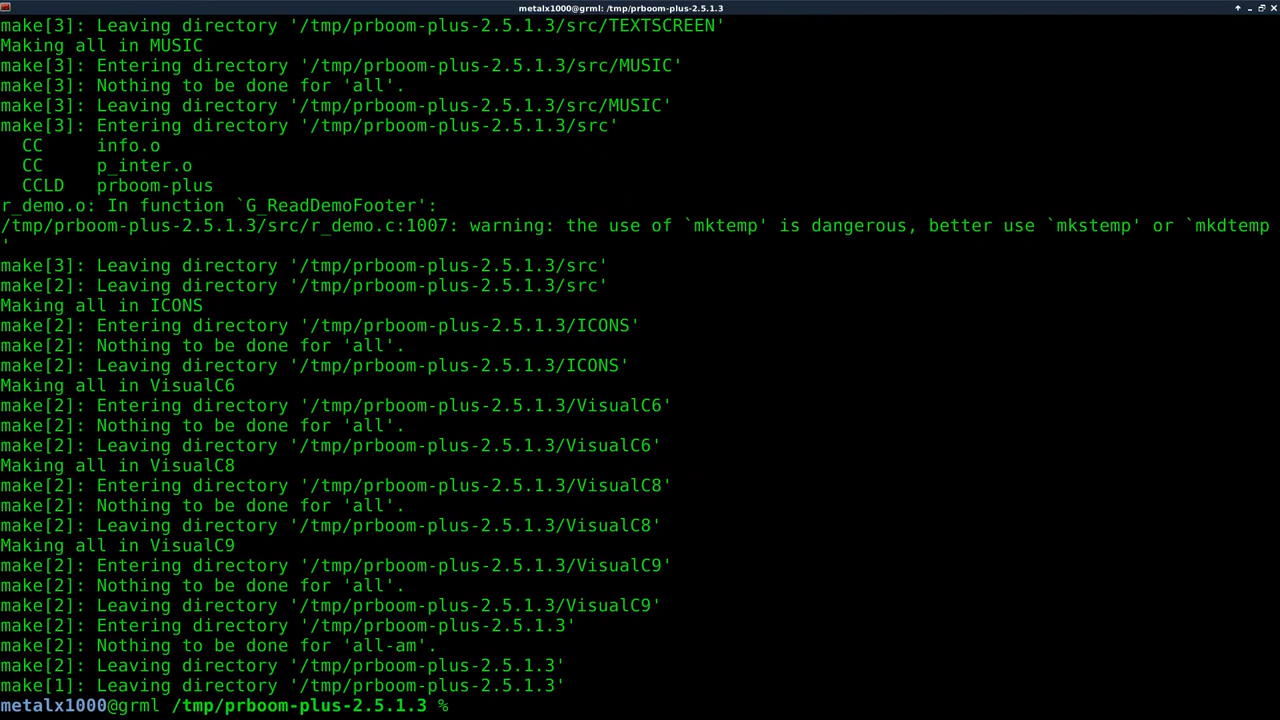 metalx1000@grml: /tmp/prboom-plus-2.5.1.3
make[3]: Leaving directory '/tmp/prboom-plus-2.5.1.3/src/TEXTSCREEN'
Making all in MUSIC
make[3]: Entering directory '/tmp/prboom-plus-2.5.1.3/src/MUSIC'
make[3]: Nothing to be done for 'all'.
make[3]: Leaving directory '/tmp/prboom-plus-2.5.1.3/src/MUSIC'
make[3]: Entering directory '/tmp/prboom-plus-2.5.1.3/src'
  CC     info.o
  CC     p_inter.o
  CCLD   prboom-plus
r_demo.o: In function `G_ReadDemoFooter':
/tmp/prboom-plus-2.5.1.3/src/r_demo.c:1007: warning: the use of `mktemp' is dangerous, better use `mkstemp' or `mkdtemp
'
make[3]: Leaving directory '/tmp/prboom-plus-2.5.1.3/src'
make[2]: Leaving directory '/tmp/prboom-plus-2.5.1.3/src'
Making all in ICONS
make[2]: Entering directory '/tmp/prboom-plus-2.5.1.3/ICONS'
make[2]: Nothing to be done for 'all'.
make[2]: Leaving directory '/tmp/prboom-plus-2.5.1.3/ICONS'
Making all in VisualC6
make[2]: Entering directory '/tmp/prboom-plus-2.5.1.3/VisualC6'
make[2]: Nothing to be done for 'all'.
make[2]: Leaving directory '/tmp/prboom-plus-2.5.1.3/VisualC6'
Making all in VisualC8
make[2]: Entering directory '/tmp/prboom-plus-2.5.1.3/VisualC8'
make[2]: Nothing to be done for 'all'.
make[2]: Leaving directory '/tmp/prboom-plus-2.5.1.3/VisualC8'
Making all in VisualC9
make[2]: Entering directory '/tmp/prboom-plus-2.5.1.3/VisualC9'
make[2]: Nothing to be done for 'all'.
make[2]: Leaving directory '/tmp/prboom-plus-2.5.1.3/VisualC9'
make[2]: Entering directory '/tmp/prboom-plus-2.5.1.3'
make[2]: Nothing to be done for 'all-am'.
make[2]: Leaving directory '/tmp/prboom-plus-2.5.1.3'
make[1]: Leaving directory '/tmp/prboom-plus-2.5.1.3'
metalx1000@grml /tmp/prboom-plus-2.5.1.3 %